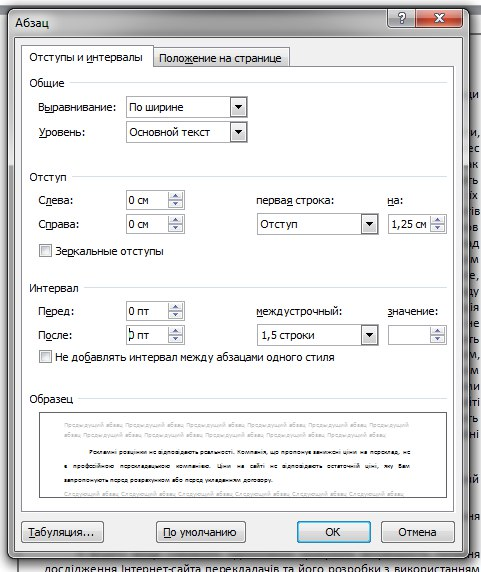 Абзац
Отступы и интервалы
Положение на странице
Общие
Выравнивание: По ширине
Уровень: Основной текст
Отступ
Слева: 0 см первая строка: на:
Справа: 0 см Отступ 1,25 см
Зеркальные отступы
Интервал
Перед: 0 пт междустрочный: значение:
После: 0 пт 1,5 строки
Не добавлять интервал между абзацами одного стиля
Образец
Предыдущий абзац Предыдущий абзац Предыдущий абзац Предыдущий абзац Предыдущий абзац Предыдущий
абзац Предыдущий абзац Предыдущий абзац Предыдущий абзац Предыдущий абзац Предыдущий абзац
Рекламні розцінки не відповідають реальності. Компанія, що пропонує занижені ціни на переклад, не
є професійною перекладацькою компанією. Ціни на сайті не відповідають остаточній ціні, яку Вам
запропонують перед розрахунком або перед укладенням договору.
Следующий абзац Следующий абзац Следующий абзац Следующий абзац Следующий абзац Следующий абзац
Табуляция... По умолчанию ОК Отмена
дослідження Інтернет-сайта перекладачів та його розробки з використанням